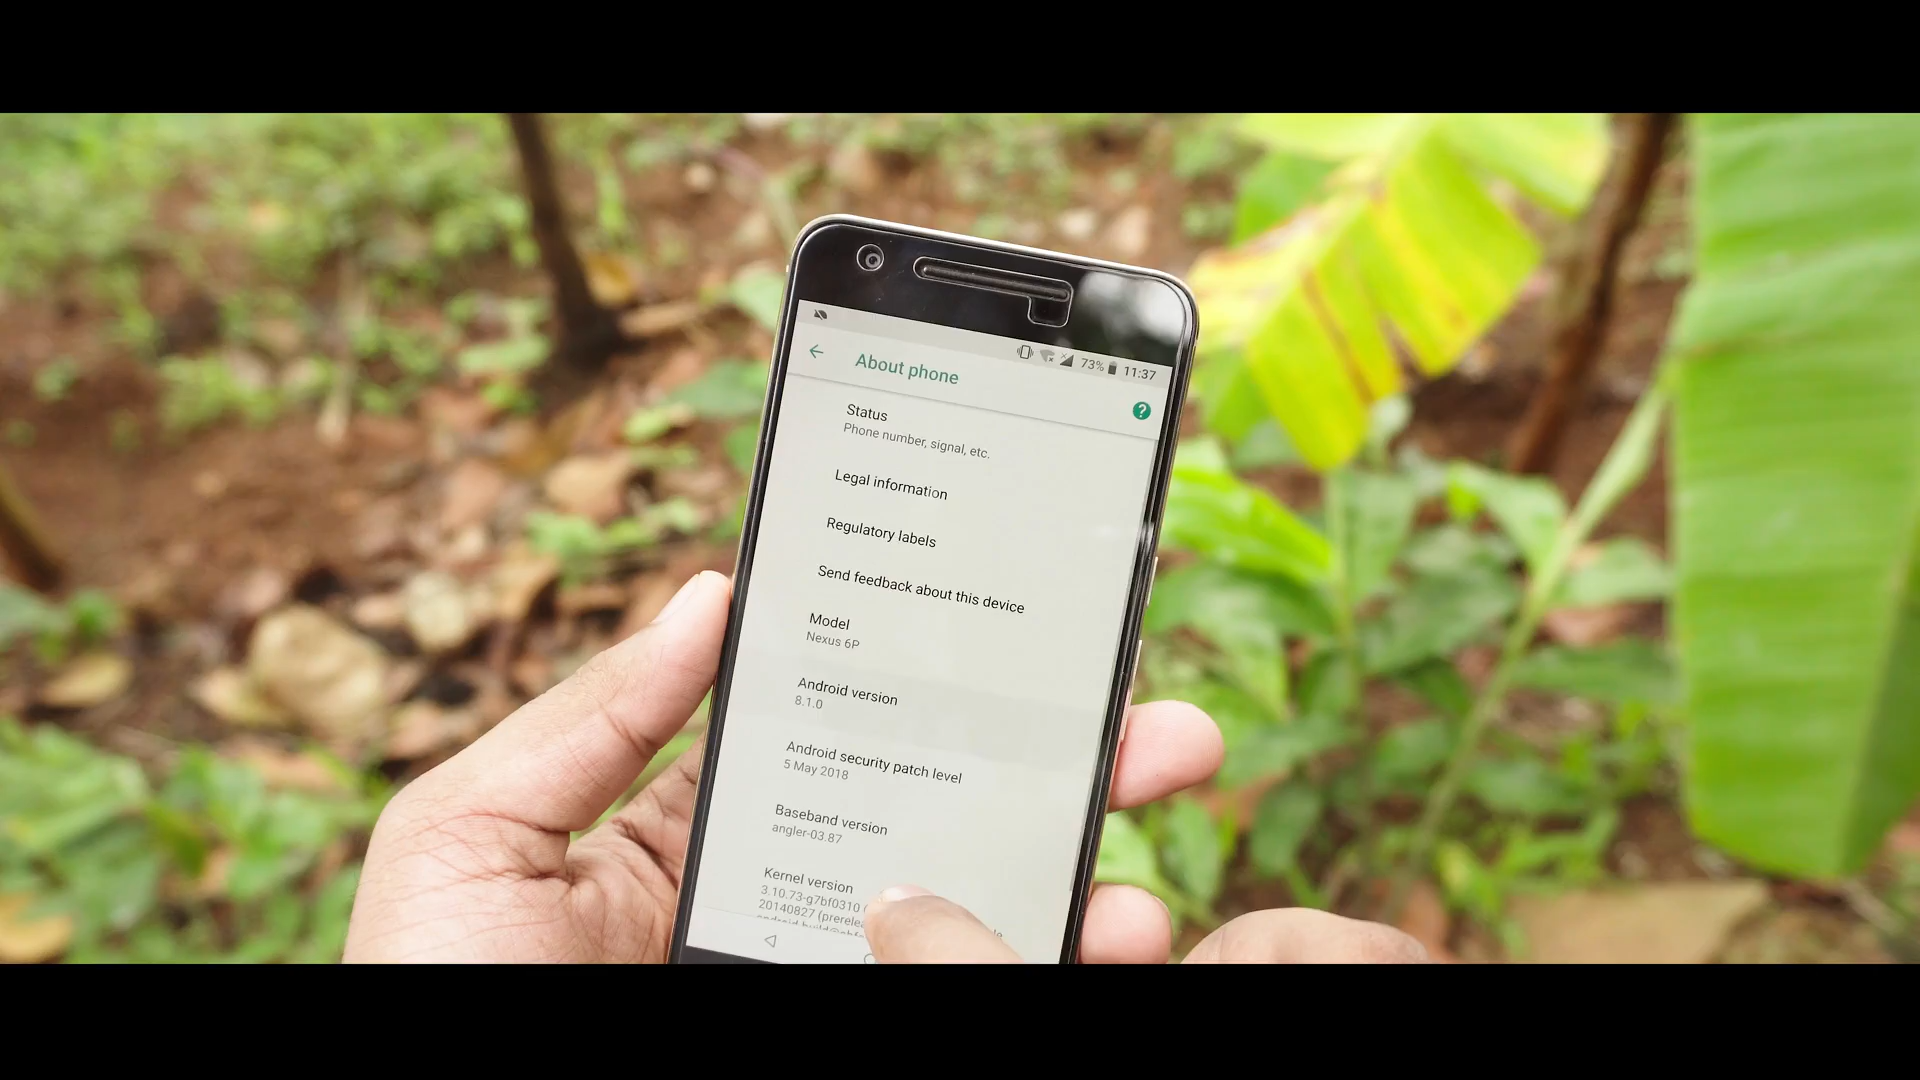 73% 11:37
About phone
?
Status
Phone number, signal, etc.
Legal information
Regulatory labels
Send feedback about this device
Model
Nexus 6P
Android version
8.1.0
Android security patch level
5 May 2018
Baseband version
angler-03.87
Kernel version
3.10.73-g7bf0310
20140827